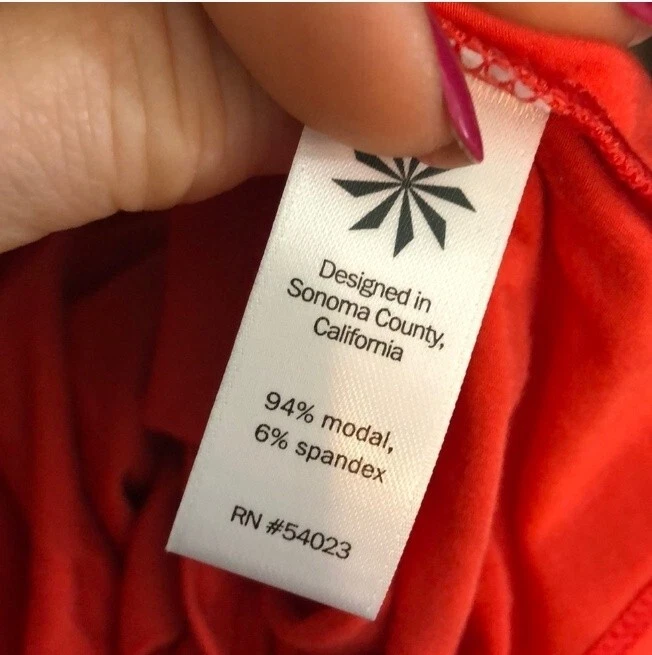 Designed in
Sonoma County,
California
94% modal,
6% spandex
RN #54023